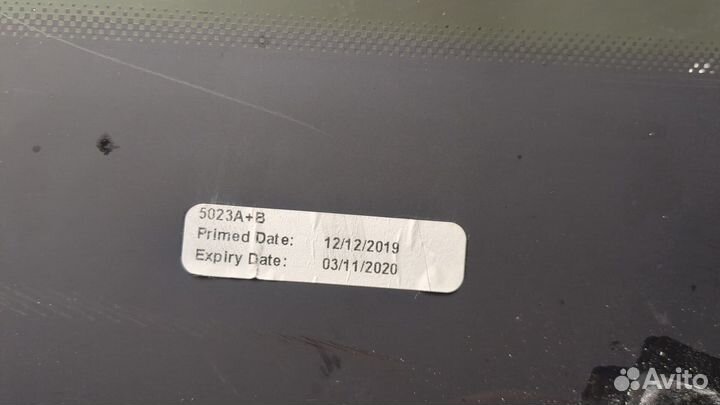 5023A+B
Primed Date: 12/12/2019
Expiry Date: 03/11/2020
Avito